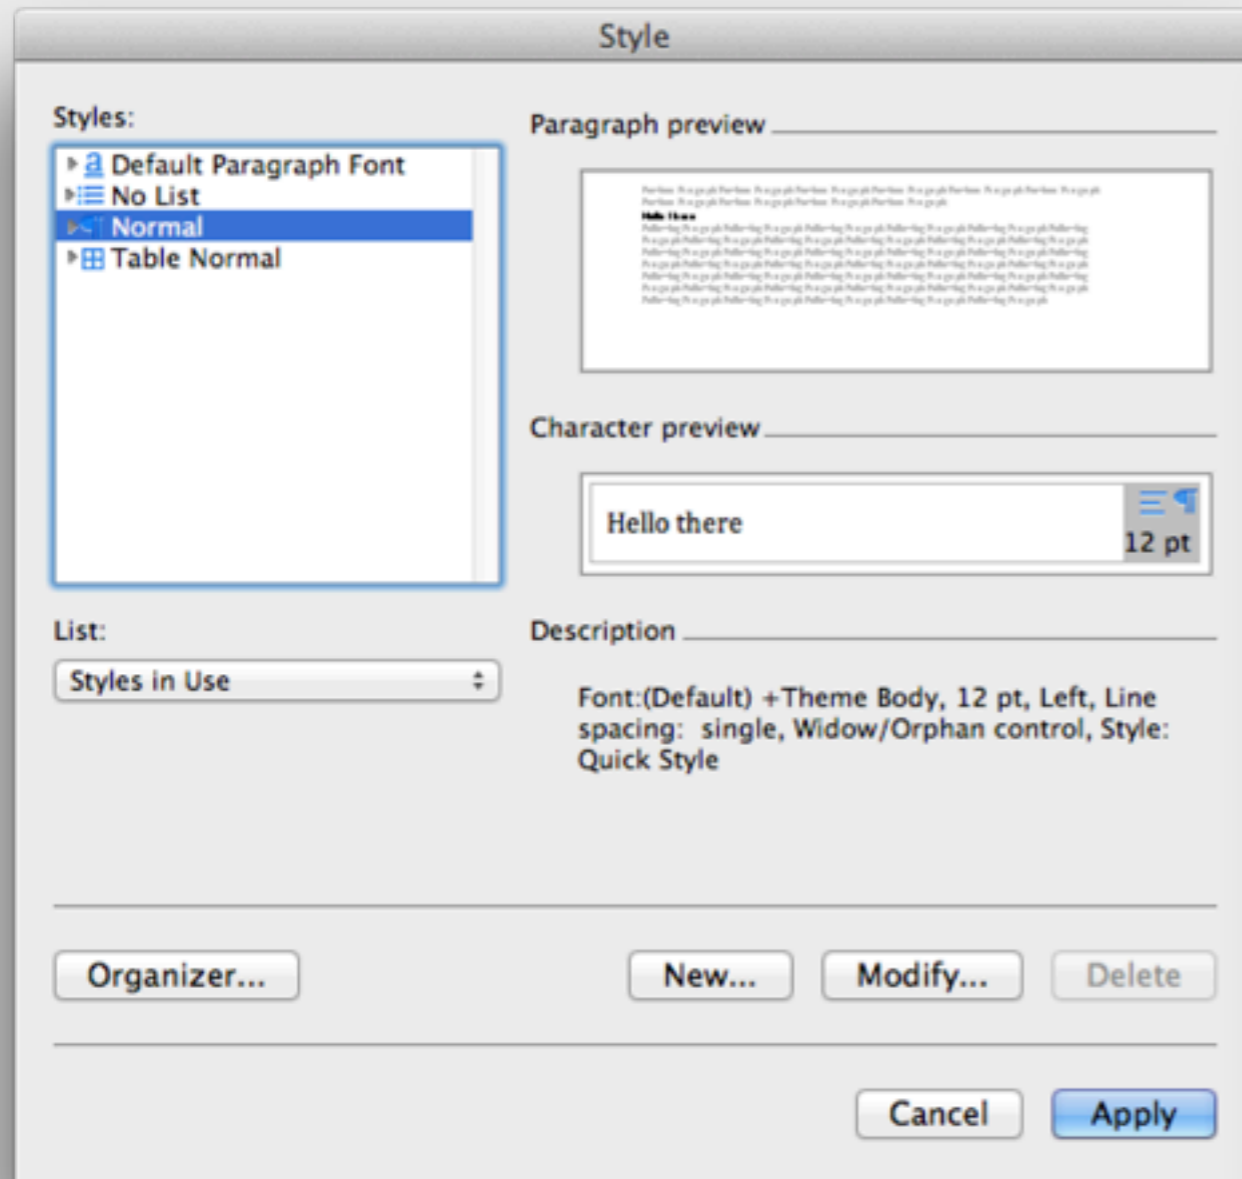 Style
Styles:
Default Paragraph Font
No List
Normal
Table Normal
List:
Styles in Use
Paragraph preview
Hello there
Character preview
Hello there
12 pt
Description
Font:(Default) +Theme Body, 12 pt, Left, Line
spacing:  single, Widow/Orphan control, Style:
Quick Style
Organizer...
New...
Modify...
Delete
Cancel
Apply